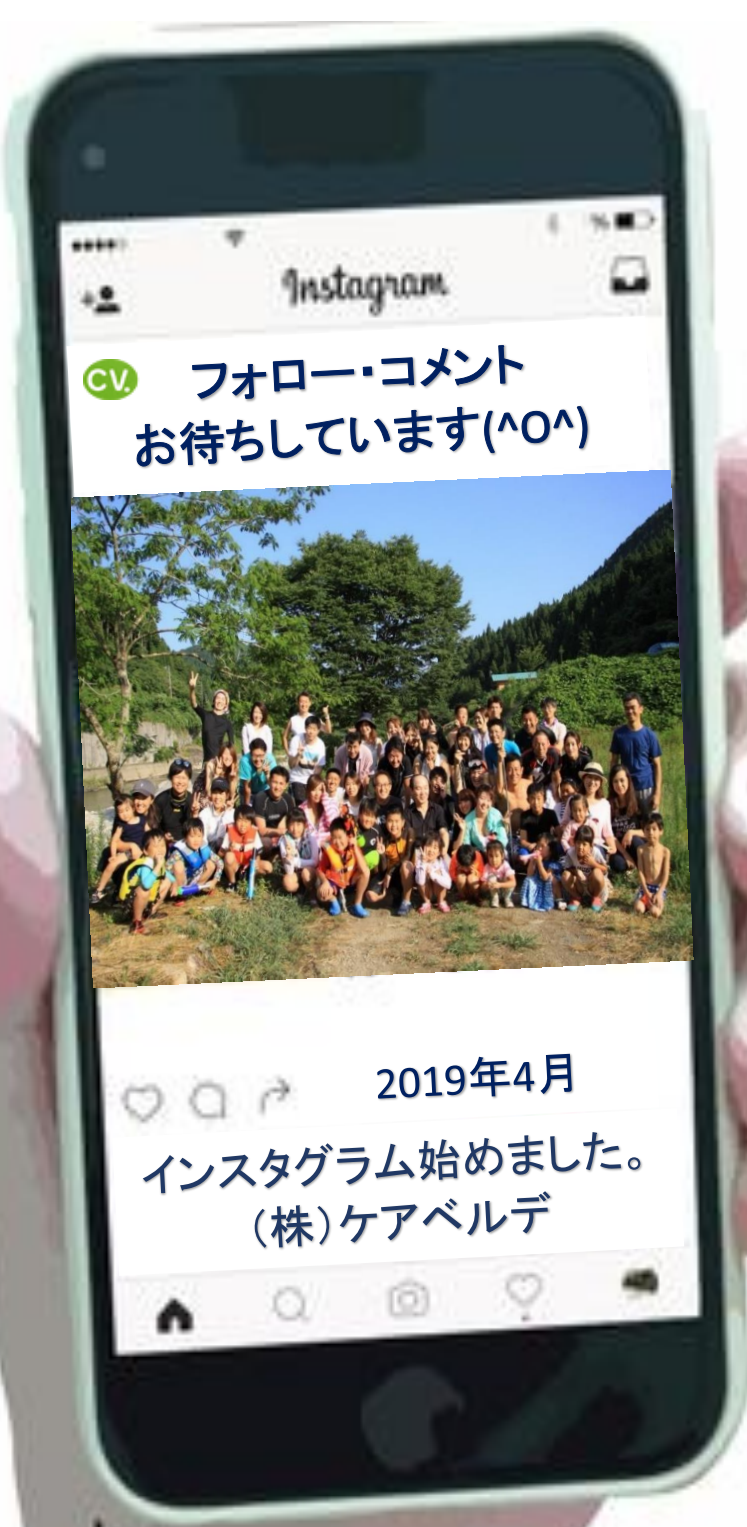 Instagram
CV.
フォロー・コメント
お待ちしています(^O^)
2019年4月
インスタグラム始めました。
（株）ケアベルデ